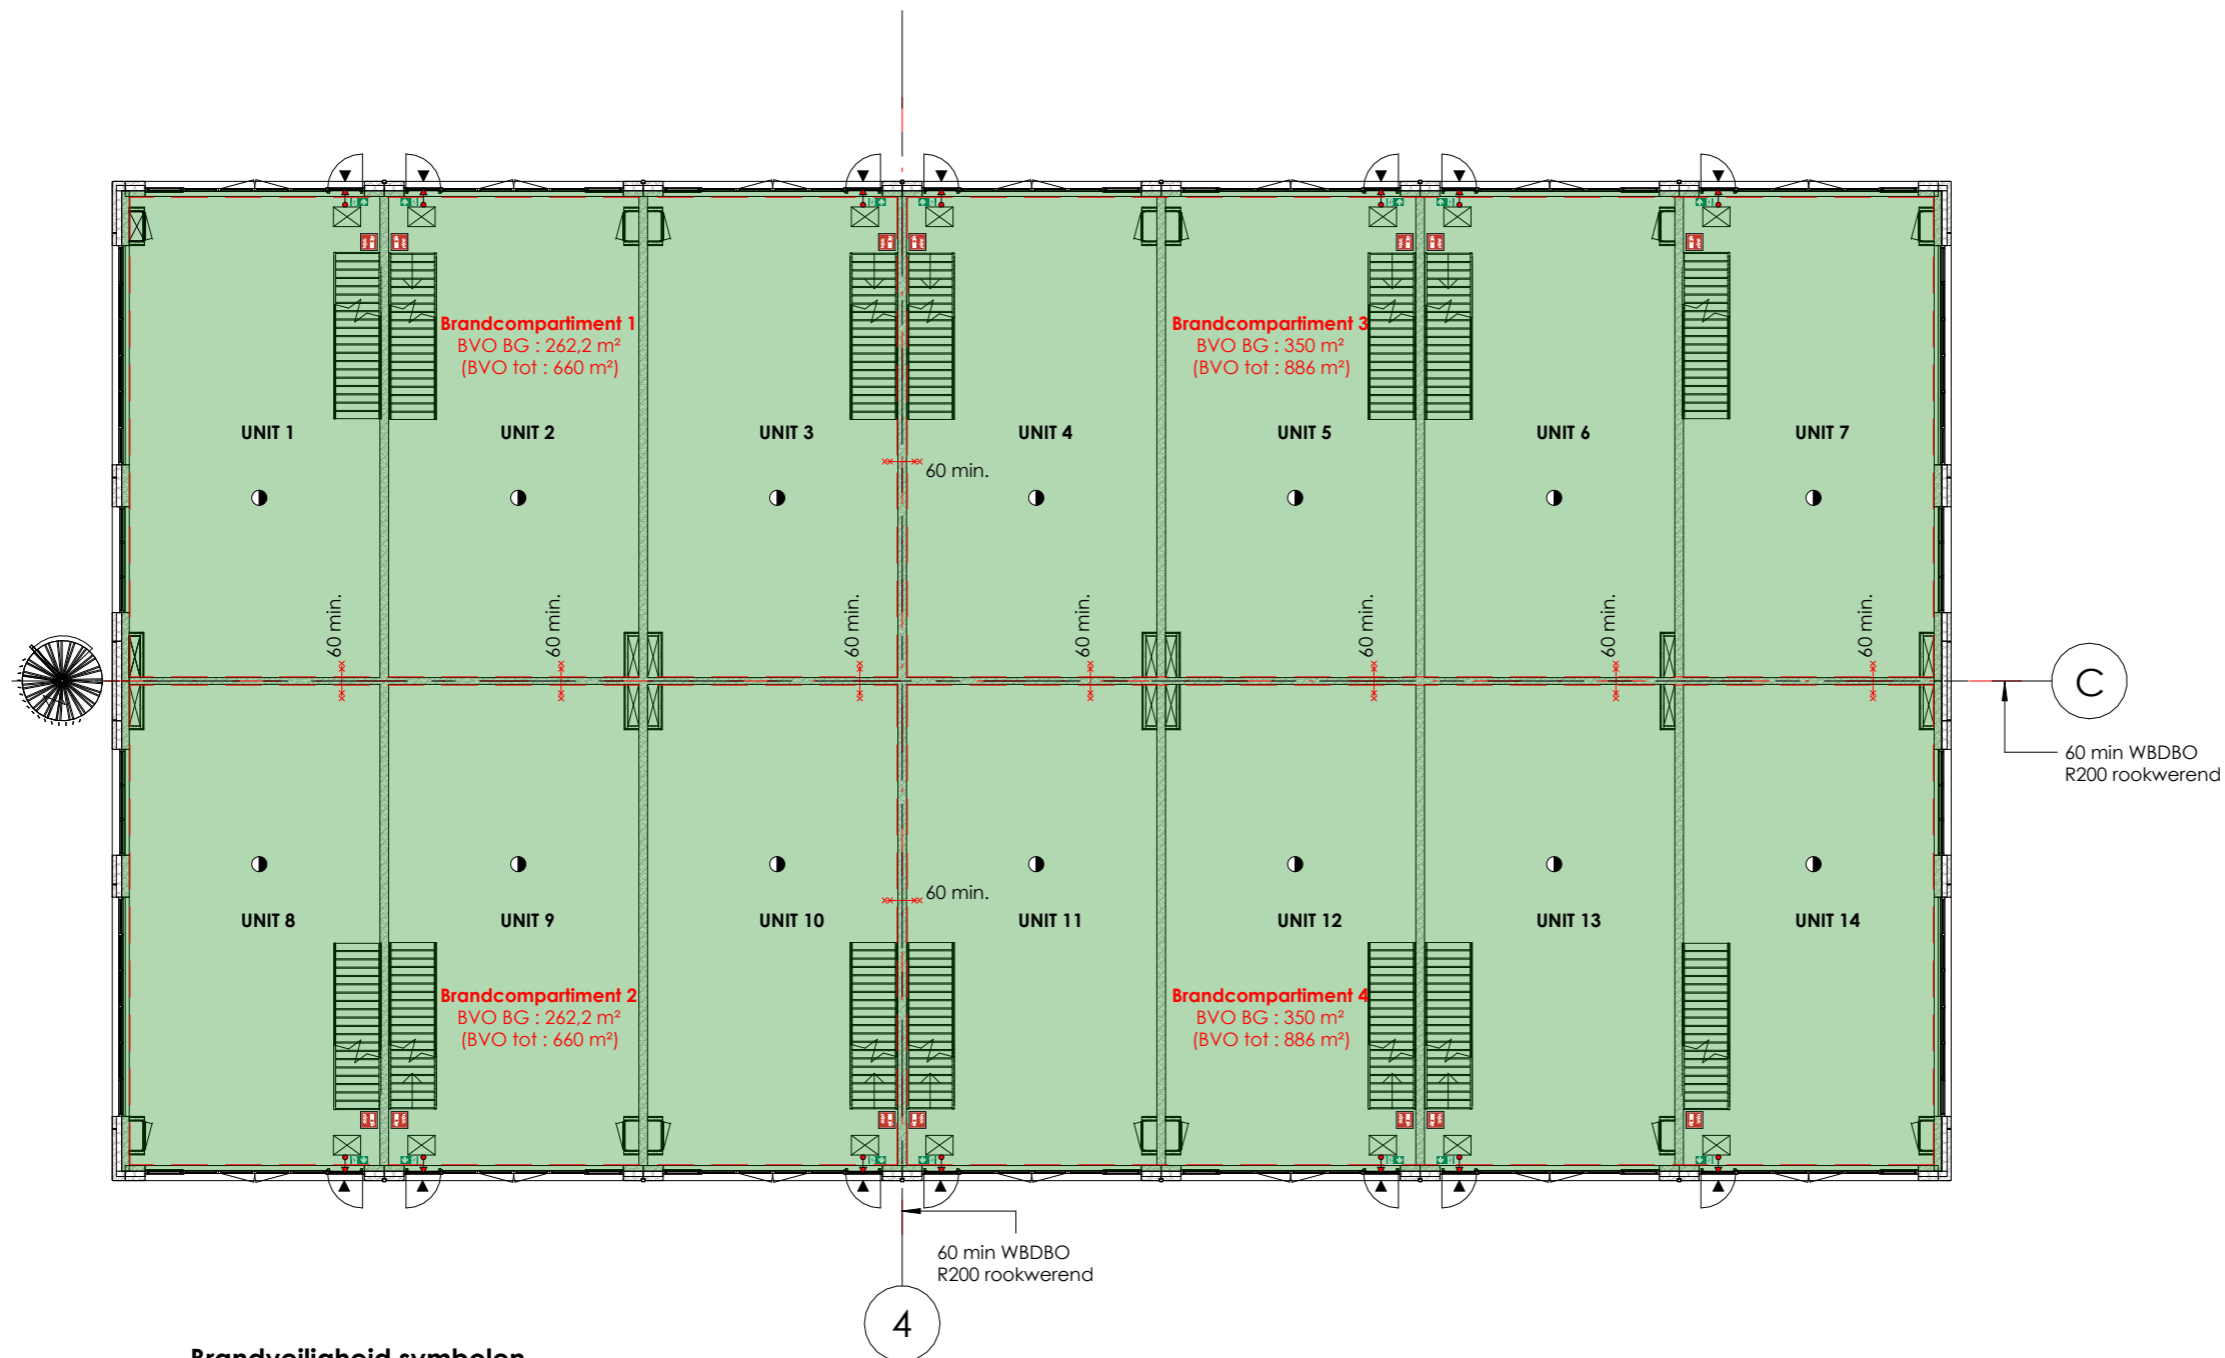 Brandcompartiment 1
BVO BG : 262,2 m²
(BVO tot : 660 m²)
Brandcompartiment 3
BVO BG : 350 m²
(BVO tot : 886 m²)
UNIT 1
UNIT 2
UNIT 3
UNIT 4
UNIT 5
UNIT 6
UNIT 7
60 min.
60 min.
60 min.
60 min.
60 min.
60 min.
60 min.
60 min.
C
60 min WBDBO
R200 rookwerend
60 min.
UNIT 8
UNIT 9
UNIT 10
UNIT 11
UNIT 12
UNIT 13
UNIT 14
Brandcompartiment 2
BVO BG : 262,2 m²
(BVO tot : 660 m²)
Brandcompartiment 4
BVO BG : 350 m²
(BVO tot : 886 m²)
60 min WBDBO
R200 rookwerend
4
Brandveiligheid symbolen